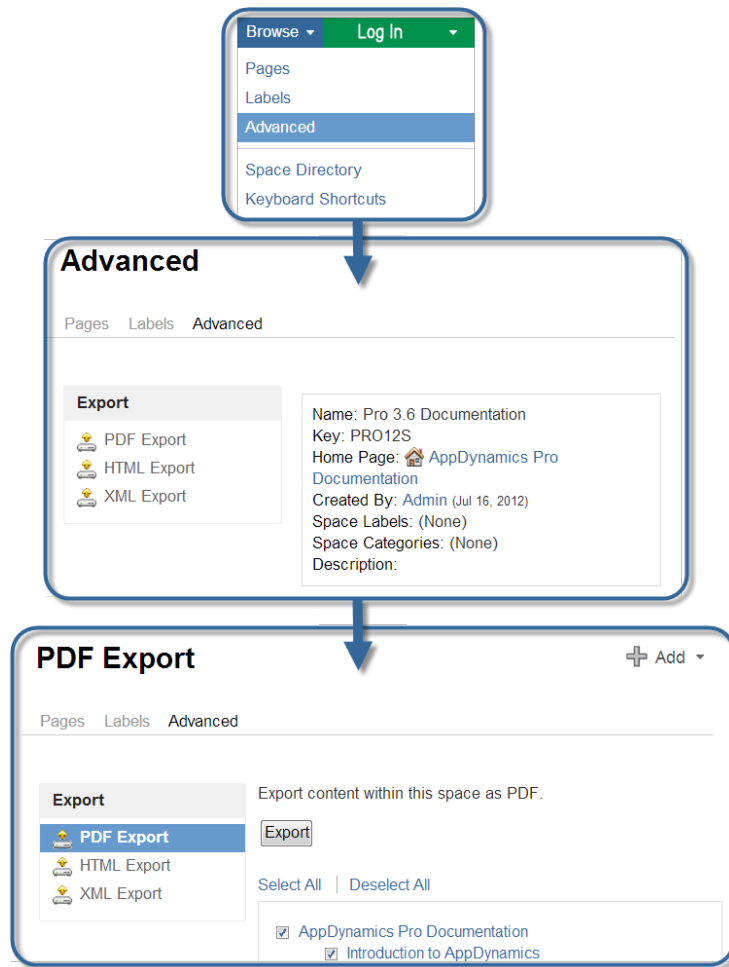 Browse Log In
Pages
Labels
Advanced
Space Directory
Keyboard Shortcuts
Advanced
Pages Labels Advanced
Export
PDF Export
HTML Export
XML Export
Name: Pro 3.6 Documentation
Key: PRO12S
Home Page: AppDynamics Pro
Documentation
Created By: Admin (Jul 16, 2012)
Space Labels: (None)
Space Categories: (None)
Description:
PDF Export
Add
Pages Labels Advanced
Export
PDF Export
HTML Export
XML Export
Export content within this space as PDF.
Export
Select All | Deselect All
AppDynamics Pro Documentation
Introduction to AppDynamics